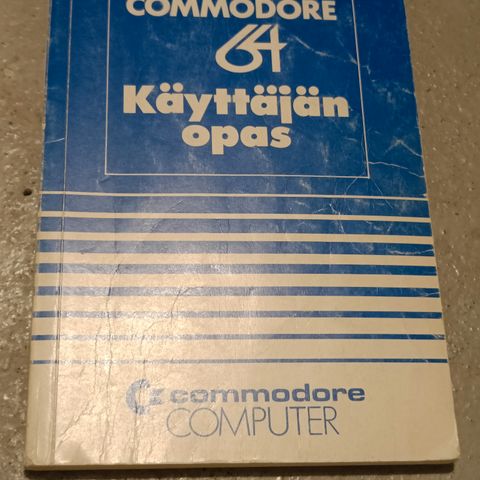 COMMODORE
64
Käyttäjän
opas
commodore
COMPUTER